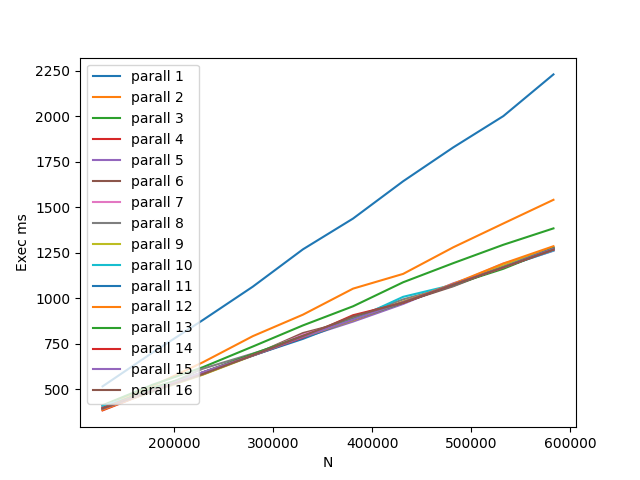 2250
2000
1750
1500
1250
1000
750
500
Exec ms
parall 1
parall 2
parall 3
parall 4
parall 5
parall 6
parall 7
parall 8
parall 9
parall 10
parall 11
parall 12
parall 13
parall 14
parall 15
parall 16
200000 300000 400000 500000 600000
N